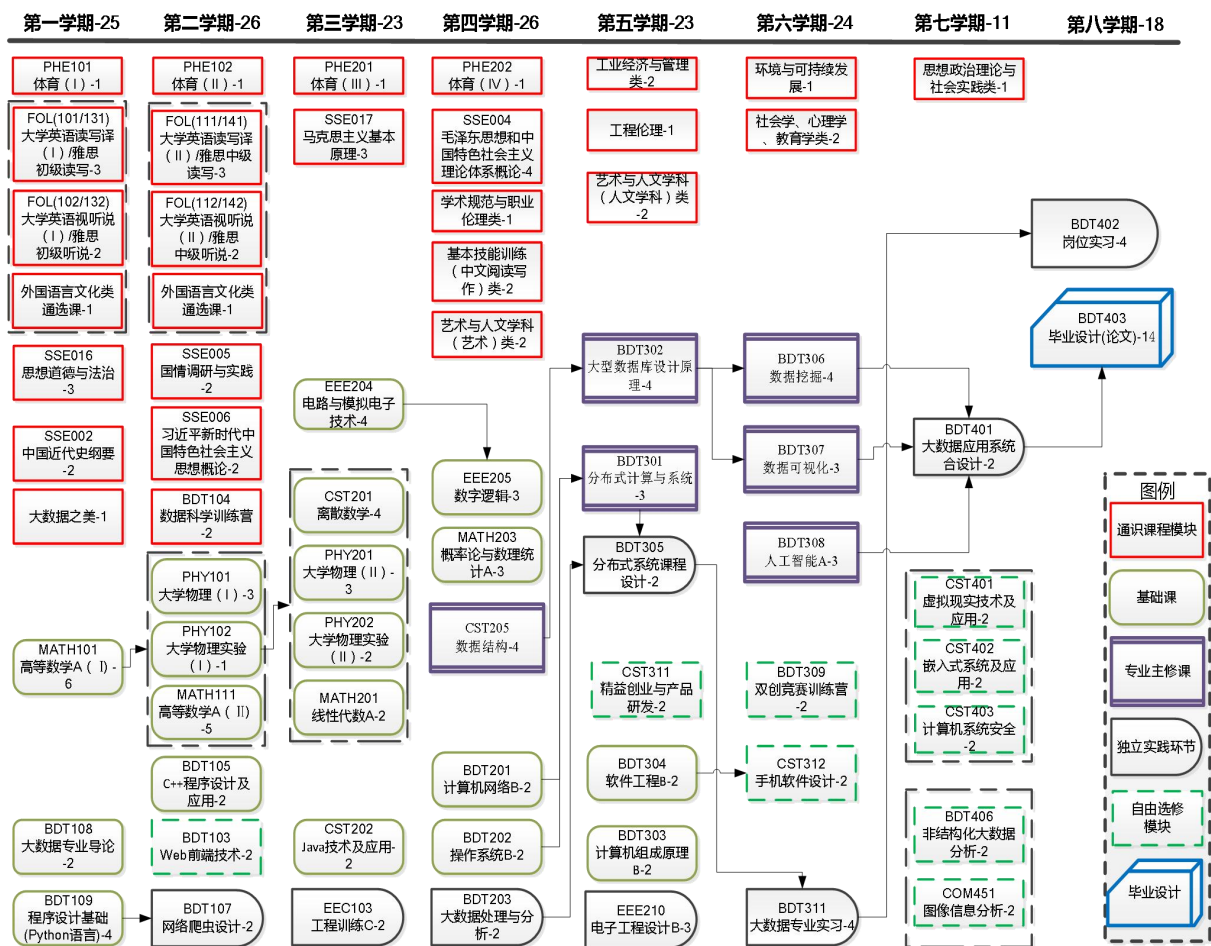 第一学期-25
第二学期-26
第三学期-23
第四学期-26
第五学期-23
第六学期-24
第七学期-11
第八学期-18
PHE101
体育(I)-1
FOL(101/131)
大学英语读写译
(I)/雅思
初级读写-3
FOL(102/132)
大学英语视听说
(I)/雅思
初级听说-2
外国语言文化类
通选课-1
SSE016
思想道德与法治
-3
SSE002
中国近代史纲要
-2
大数据之美-1
MATH101
高等数学A( I)-
6
BDT108
大数据专业导论
-2
BDT109
程序设计基础
(Python语言)-4
PHE102
体育(II)-1
FOL(111/141)
大学英语读写译
(II)/雅思中级
读写-3
FOL(112/142)
大学英语视听说
(II)/雅思
中级听说-2
外国语言文化类
通选课-1
SSE005
国情调研与实践
-2
SSE006
习近平新时代中
国特色社会主义
思想概论-2
BDT104
数据科学训练营
-2
PHY101
大学物理(I)-3
PHY102
大学物理实验
(I)-1
MATH111
高等数学A( II)
-5
BDT105
C++程序设计及
应用-2
BDT103
Web前端技术-2
BDT107
网络爬虫设计-2
PHE201
体育(III)-1
SSE017
马克思主义基本
原理-3
EEE204
电路与模拟电子
技术-4
CST201
离散数学-4
PHY201
大学物理(II)-
3
PHY202
大学物理实验
(II)-2
MATH201
线性代数A-2
CST202
Java技术及应用-
2
EEC103
工程训练C-2
PHE202
体育(IV)-1
SSE004
毛泽东思想和中
国特色社会主义
理论体系概论-4
学术规范与职业
伦理类-1
基本技能训练
(中文阅读写
作)类-2
艺术与人文学科
(艺术)类-2
EEE205
数字逻辑-3
MATH203
概率论与数理统
计A-3
CST205
数据结构-4
BDT201
计算机网络B-2
BDT202
操作系统B-2
BDT203
大数据处理与分
析-2
工业经济与管理
类-2
工程伦理-1
艺术与人文学科
(人文学科)类
-2
BDT302
大型数据库设计原
理-4
BDT301
分布式计算与系统
-3
BDT305
分布式系统课程
设计-2
CST311
精益创业与产品
研发-2
BDT304
软件工程B-2
BDT303
计算机组成原理
B-2
EEE210
电子工程设计B-3
环境与可持续发
展-1
社会学、心理学
、教育学类-2
BDT306
数据挖掘-4
BDT307
数据可视化-3
BDT308
人工智能A-3
BDT309
双创竞赛训练营
-2
CST312
手机软件设计-2
BDT311
大数据专业实习-4
思想政治理论与
社会实践类-1
BDT401
大数据应用系统
合设计-2
CST401
虚拟现实技术及
应用-2
CST402
嵌入式系统及应
用-2
CST403
计算机系统安全
-2
BDT406
非结构化大数据
分析-2
COM451
图像信息分析-2
BDT402
岗位实习-4
BDT403
毕业设计(论文)-14
图例
通识课程模块
基础课
专业主修课
独立实践环节
自由选修
模块
毕业设计